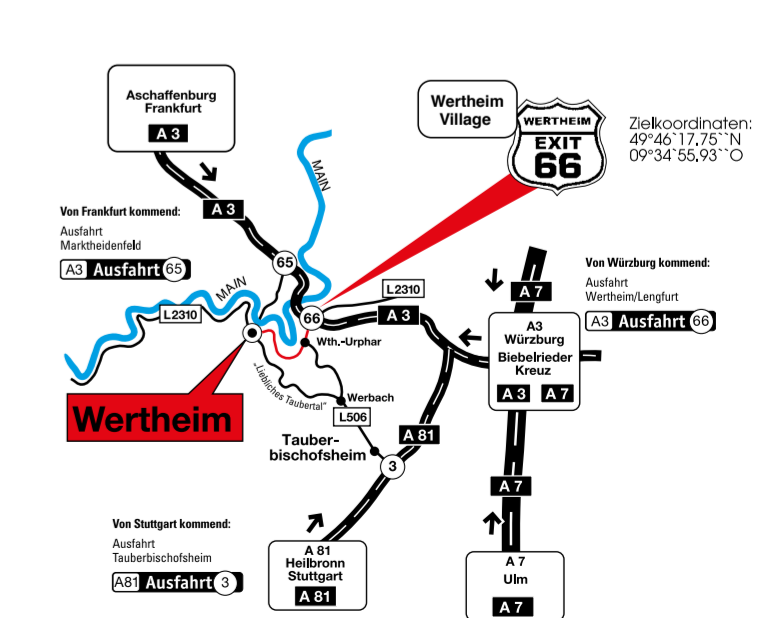 Aschaffenburg
Frankfurt
A 3
Wertheim
Village
WERTHEIM
EXIT
66
Zielkoordinaten:
49°46`17.75``N
09°34`55.93``O
MAIN
Von Frankfurt kommend:
Ausfahrt
Marktheidenfeld
A3 Ausfahrt 65
A 3
65
Von Würzburg kommend:
Ausfahrt
Wertheim/Lengfurt
A3 Ausfahrt 66
A 7
MAIN
L2310
L2310
66
A 3
Wth.-Urphar
A3
Würzburg
Biebelrieder
Kreuz
A 3 A 7
„Liebliches Taubertal"
Wertheim
Werbach
L506
Tauber-
bischofsheim
A 81
3
A 7
Von Stuttgart kommend:
Ausfahrt
Tauberbischofsheim
A81 Ausfahrt 3
A 81
Heilbronn
Stuttgart
A 81
A 7
Ulm
A 7